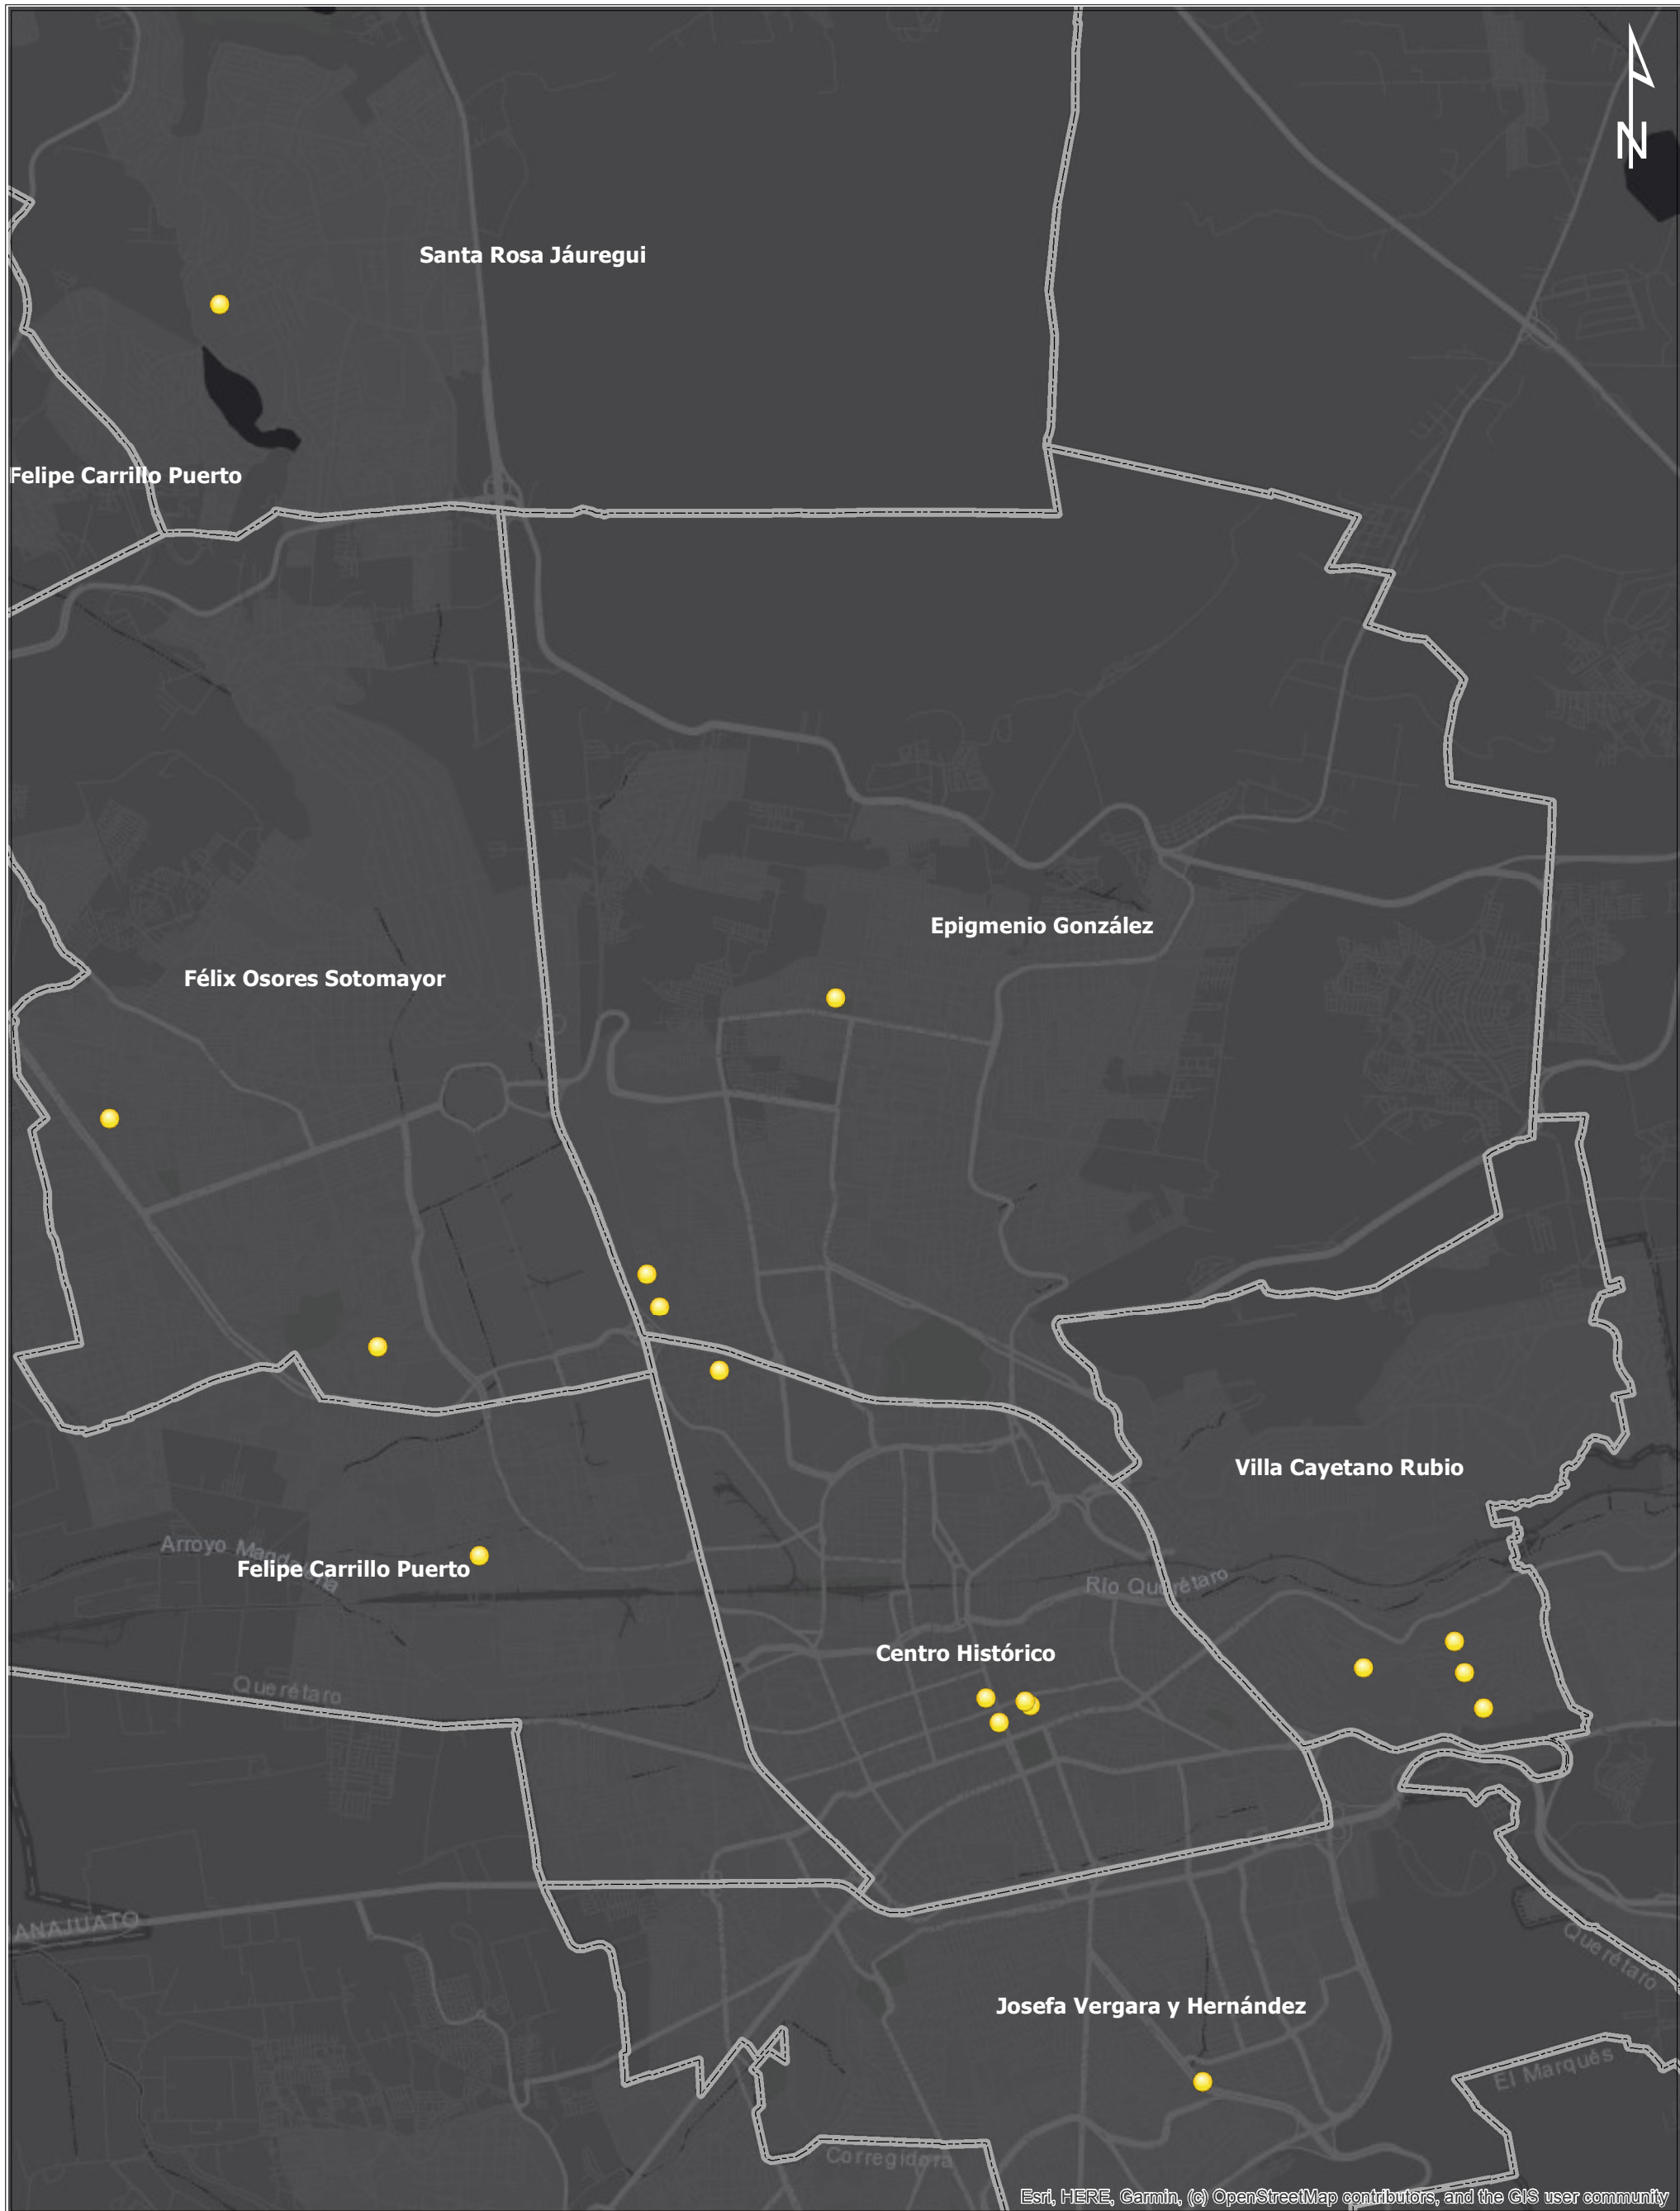 N
Santa Rosa Jáuregui
Felipe Carrillo Puerto
Epigmenio González
Félix Osores Sotomayor
Villa Cayetano Rubio
Arroyo
Felipe Carrillo Puerto
Río Querétaro
Centro Histórico
Querétaro
ANAJUATO
Querétaro
Josefa Vergara y Hernández
El Marqués
Corregidora
Esri, HERE, Garmin, (c) OpenStreetMap contributors, and the GIS user community